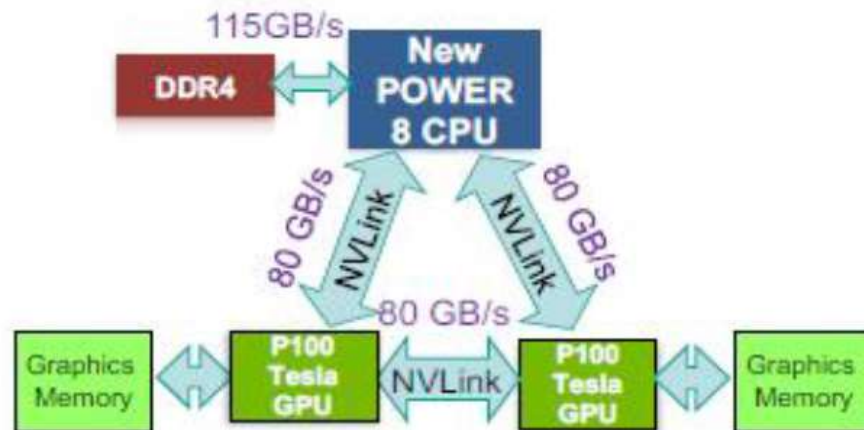 115GB/s
DDR4
New
POWER
8 CPU
80 GB/s
NVLink
NVLink
80 GB/s
80 GB/s
Graphics
Memory
P100
Tesla
GPU
NVLink
P100
Tesla
GPU
Graphics
Memory